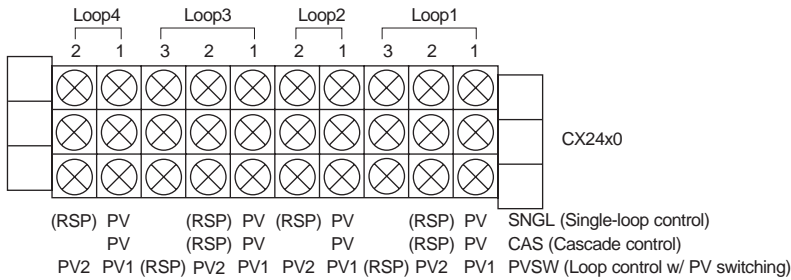 Loop4 Loop3 Loop2 Loop1
2 1 3 2 1 2 1 3 2 1
CX24x0
(RSP) PV (RSP) PV (RSP) PV (RSP) PV SNGL (Single-loop control)
PV (RSP) PV PV (RSP) PV CAS (Cascade control)
PV2 PV1 (RSP) PV2 PV1 PV2 PV1 (RSP) PV2 PV1 PVSW (Loop control w/ PV switching)